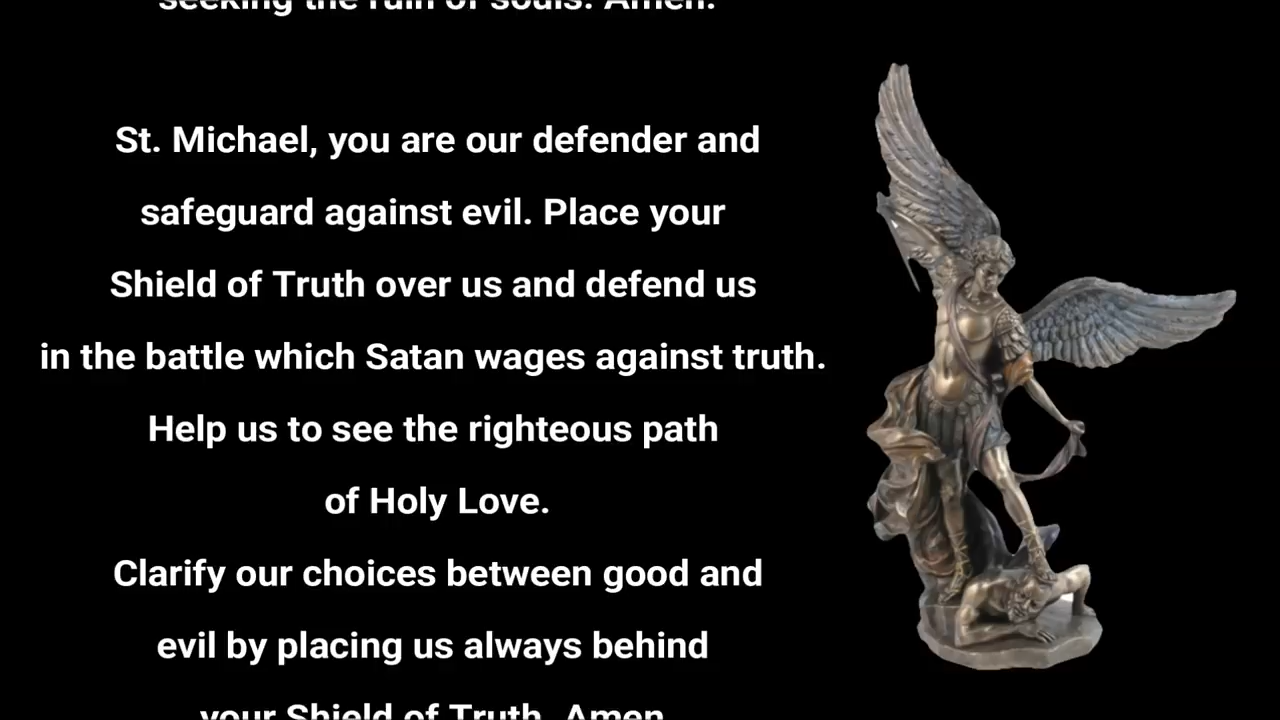 seeking the ruin of souls. Amen.
St. Michael, you are our defender and
safeguard against evil. Place your
Shield of Truth over us and defend us
in the battle which Satan wages against truth.
Help us to see the righteous path
of Holy Love.
Clarify our choices between good and
evil by placing us always behind
your Shield of Truth. Amen